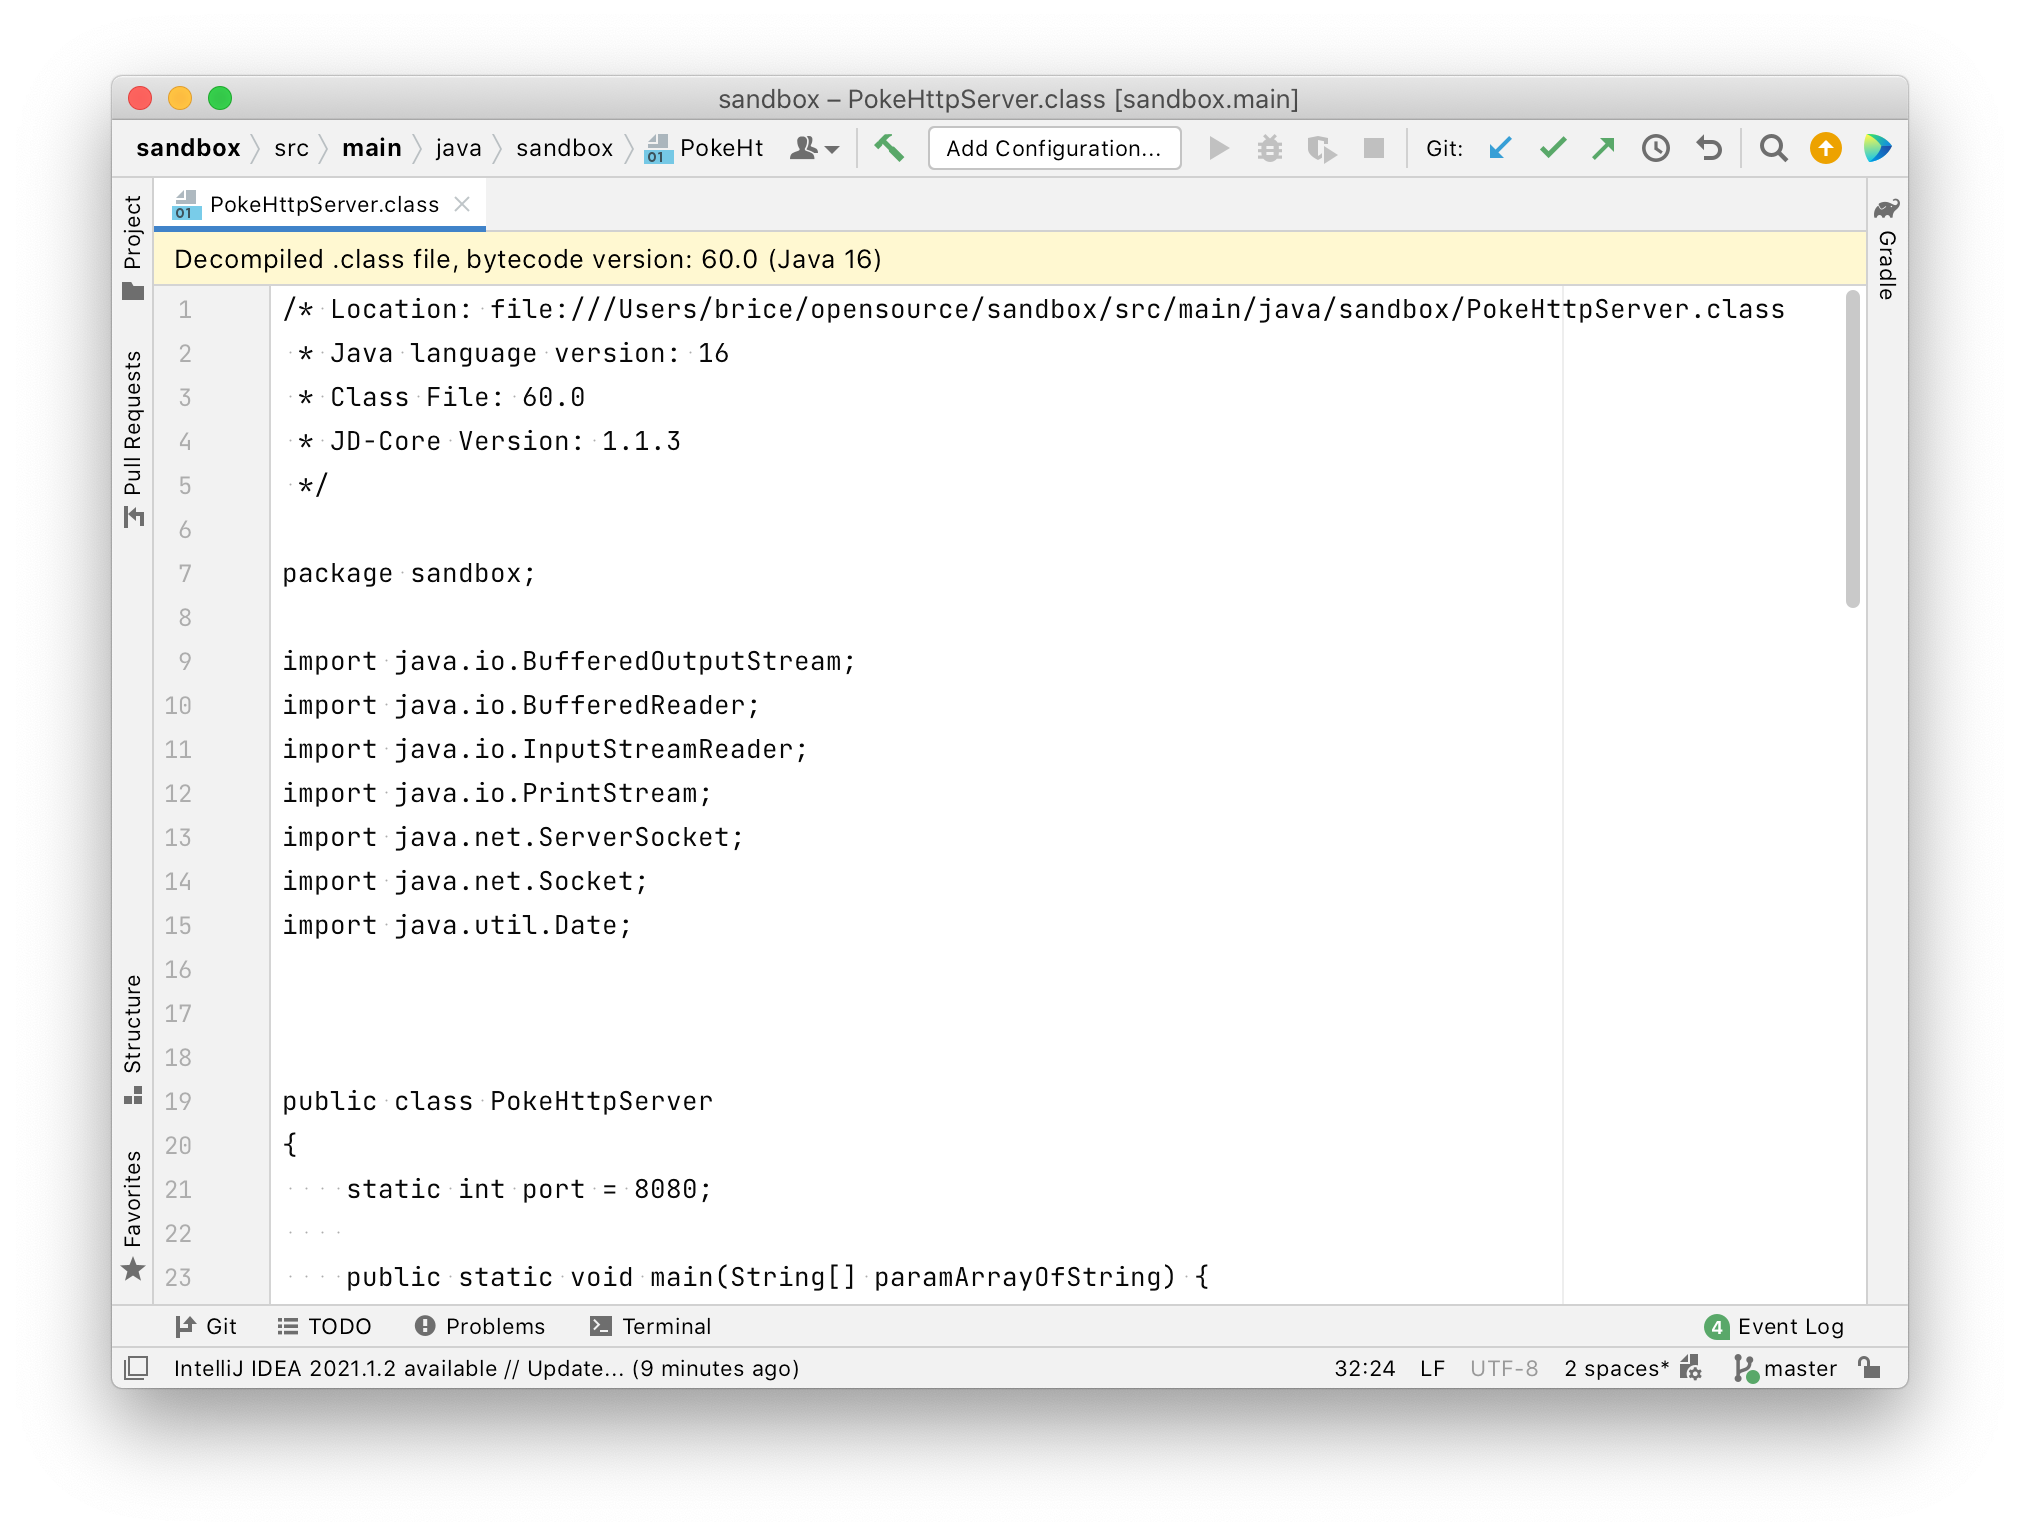 sandbox – PokeHttpServer.class [sandbox.main]
sandbox src main java sandbox 01 PokeHt Add Configuration... Git:
01 PokeHttpServer.class
Decompiled .class file, bytecode version: 60.0 (Java 16)
Project
Pull Requests
Structure
Favorites
Gradle
1 /* Location: file:///Users/brice/opensource/sandbox/src/main/java/sandbox/PokeHttpServer.class
2 * Java language version: 16
3 * Class File: 60.0
4 * JD-Core Version: 1.1.3
5 */
6
7 package sandbox;
8
9 import java.io.BufferedOutputStream;
10 import java.io.BufferedReader;
11 import java.io.InputStreamReader;
12 import java.io.PrintStream;
13 import java.net.ServerSocket;
14 import java.net.Socket;
15 import java.util.Date;
16
17
18
19 public class PokeHttpServer
20 {
21 static int port = 8080;
22
23 public static void main(String[] paramArrayOfString) {
Git TODO Problems Terminal 4 Event Log
IntelliJ IDEA 2021.1.2 available // Update... (9 minutes ago) 32:24 LF UTF-8 2 spaces* master